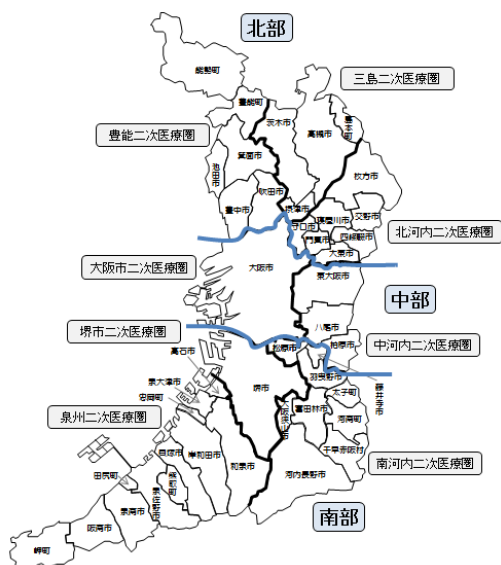 北部
能勢町
三島二次医療圏
豊能町
茨木市
高槻市
島本町
豊能二次医療圏
箕面市
池田市
枚方市
吹田市
豊中市
摂津市
寝屋川市
交野市
守口市
門真市
四條畷市
北河内二次医療圏
大東市
大阪市二次医療圏
大阪市
東大阪市
中部
堺市二次医療圏
八尾市
柏原市
中河内二次医療圏
松原市
高石市
羽曳野市
藤井寺市
泉大津市
堺市
太子町
忠岡町
大阪狭山市
富田林市
河南町
泉州二次医療圏
千早赤阪村
貝塚市
岸和田市
和泉市
南河内二次医療圏
田尻町
熊取町
河内長野市
泉佐野市
泉南市
阪南市
南部
岬町